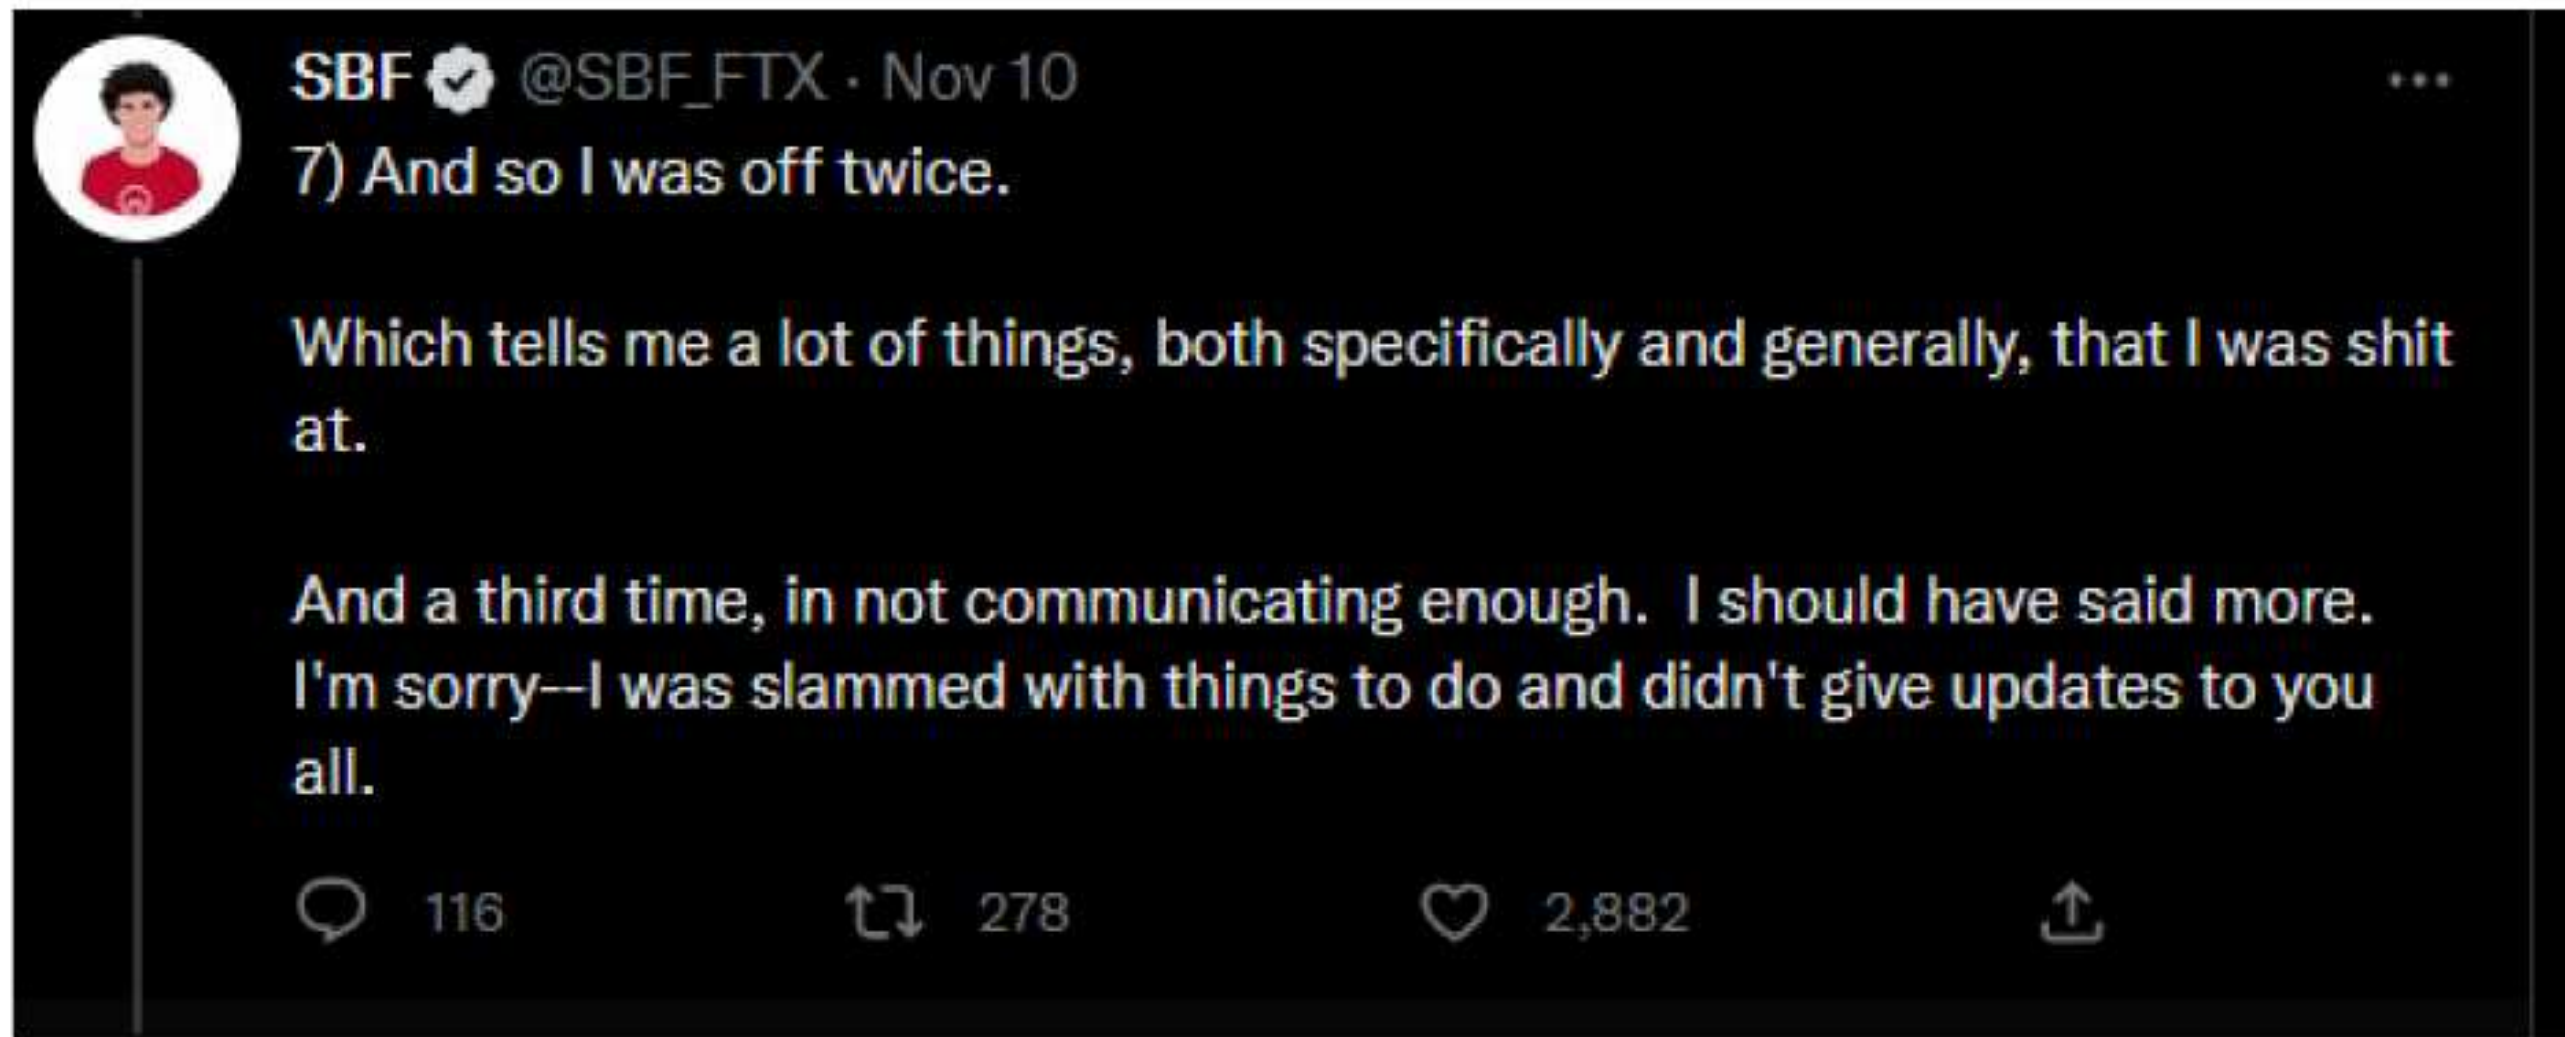 SBF @SBF_FTX · Nov 10
7) And so I was off twice.
Which tells me a lot of things, both specifically and generally, that I was shit
at.
And a third time, in not communicating enough.  I should have said more.
I'm sorry--I was slammed with things to do and didn't give updates to you
all.
116 278 2,882